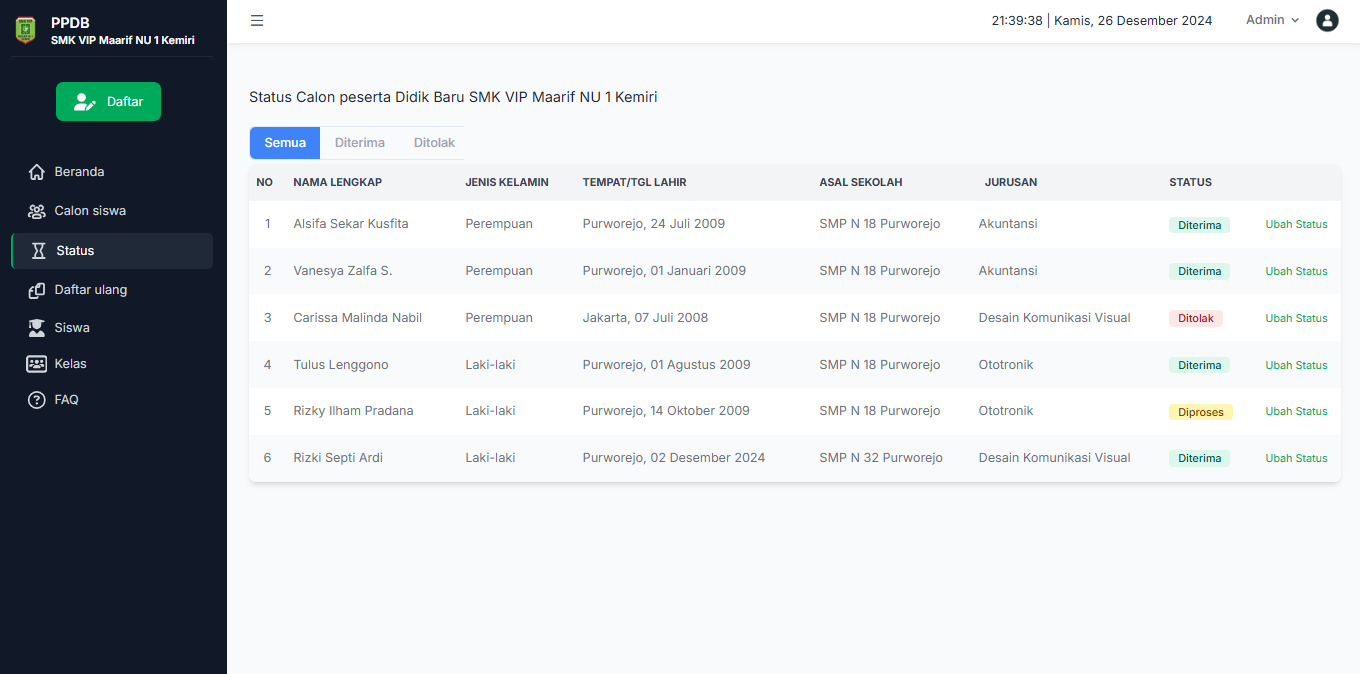 PPDB
SMK VIP Maarif NU 1 Kemiri
21:39:38 | Kamis, 26 Desember 2024
Admin
Daftar
Beranda
Calon siswa
Status
Daftar ulang
Siswa
Kelas
FAQ
Status Calon peserta Didik Baru SMK VIP Maarif NU 1 Kemiri
Semua Diterima Ditolak
NO NAMA LENGKAP JENIS KELAMIN TEMPAT/TGL LAHIR ASAL SEKOLAH JURUSAN STATUS
1 Alsifa Sekar Kusfita Perempuan Purworejo, 24 Juli 2009 SMP N 18 Purworejo Akuntansi Diterima Ubah Status
2 Vanesya Zalfa S. Perempuan Purworejo, 01 Januari 2009 SMP N 18 Purworejo Akuntansi Diterima Ubah Status
3 Carissa Malinda Nabil Perempuan Jakarta, 07 Juli 2008 SMP N 18 Purworejo Desain Komunikasi Visual Ditolak Ubah Status
4 Tulus Lenggono Laki-laki Purworejo, 01 Agustus 2009 SMP N 18 Purworejo Ototronik Diterima Ubah Status
5 Rizky Ilham Pradana Laki-laki Purworejo, 14 Oktober 2009 SMP N 18 Purworejo Ototronik Diproses Ubah Status
6 Rizki Septi Ardi Laki-laki Purworejo, 02 Desember 2024 SMP N 32 Purworejo Desain Komunikasi Visual Diterima Ubah Status